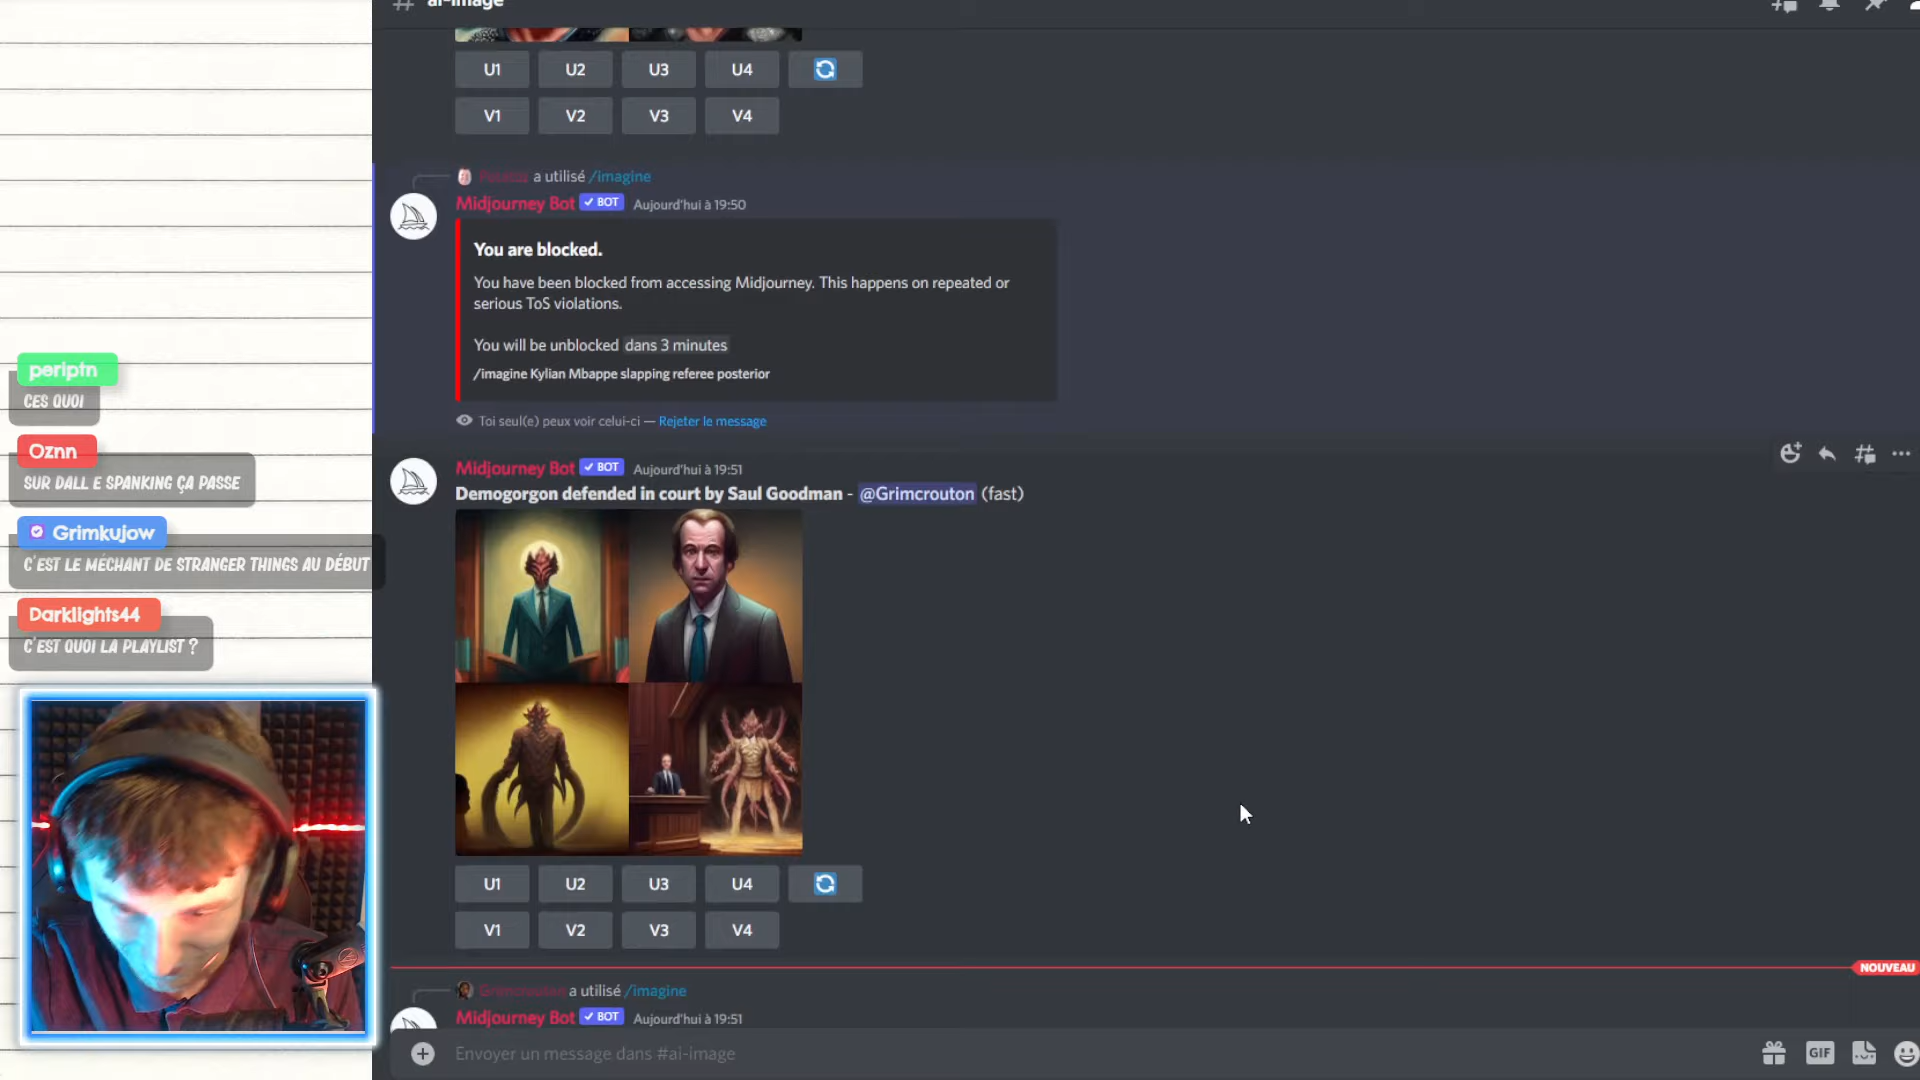 ai-image
U1 U2 U3 U4
V1 V2 V3 V4
a utilisé /imagine
Midjourney Bot BOT Aujourd'hui à 19:50
You are blocked.
You have been blocked from accessing Midjourney. This happens on repeated or
serious ToS violations.
You will be unblocked dans 3 minutes
/imagine Kylian Mbappe slapping referee posterior
Toi seul(e) peux voir celui-ci — Rejeter le message
Midjourney Bot BOT Aujourd'hui à 19:51
Demogorgon defended in court by Saul Goodman - @Grimcrouton (fast)
U1 U2 U3 U4
V1 V2 V3 V4
NOUVEAU
Grimcrouton a utilisé /imagine
Midjourney Bot BOT Aujourd'hui à 19:51
Envoyer un message dans #ai-image
GIF
perlptn
CES QUOI
Oznn
SUR DALL E SPANKING ÇA PASSE
Grimkujow
C'EST LE MÉCHANT DE STRANGER THINGS AU DÉBUT
Darklights44
C'EST QUOI LA PLAYLIST ?